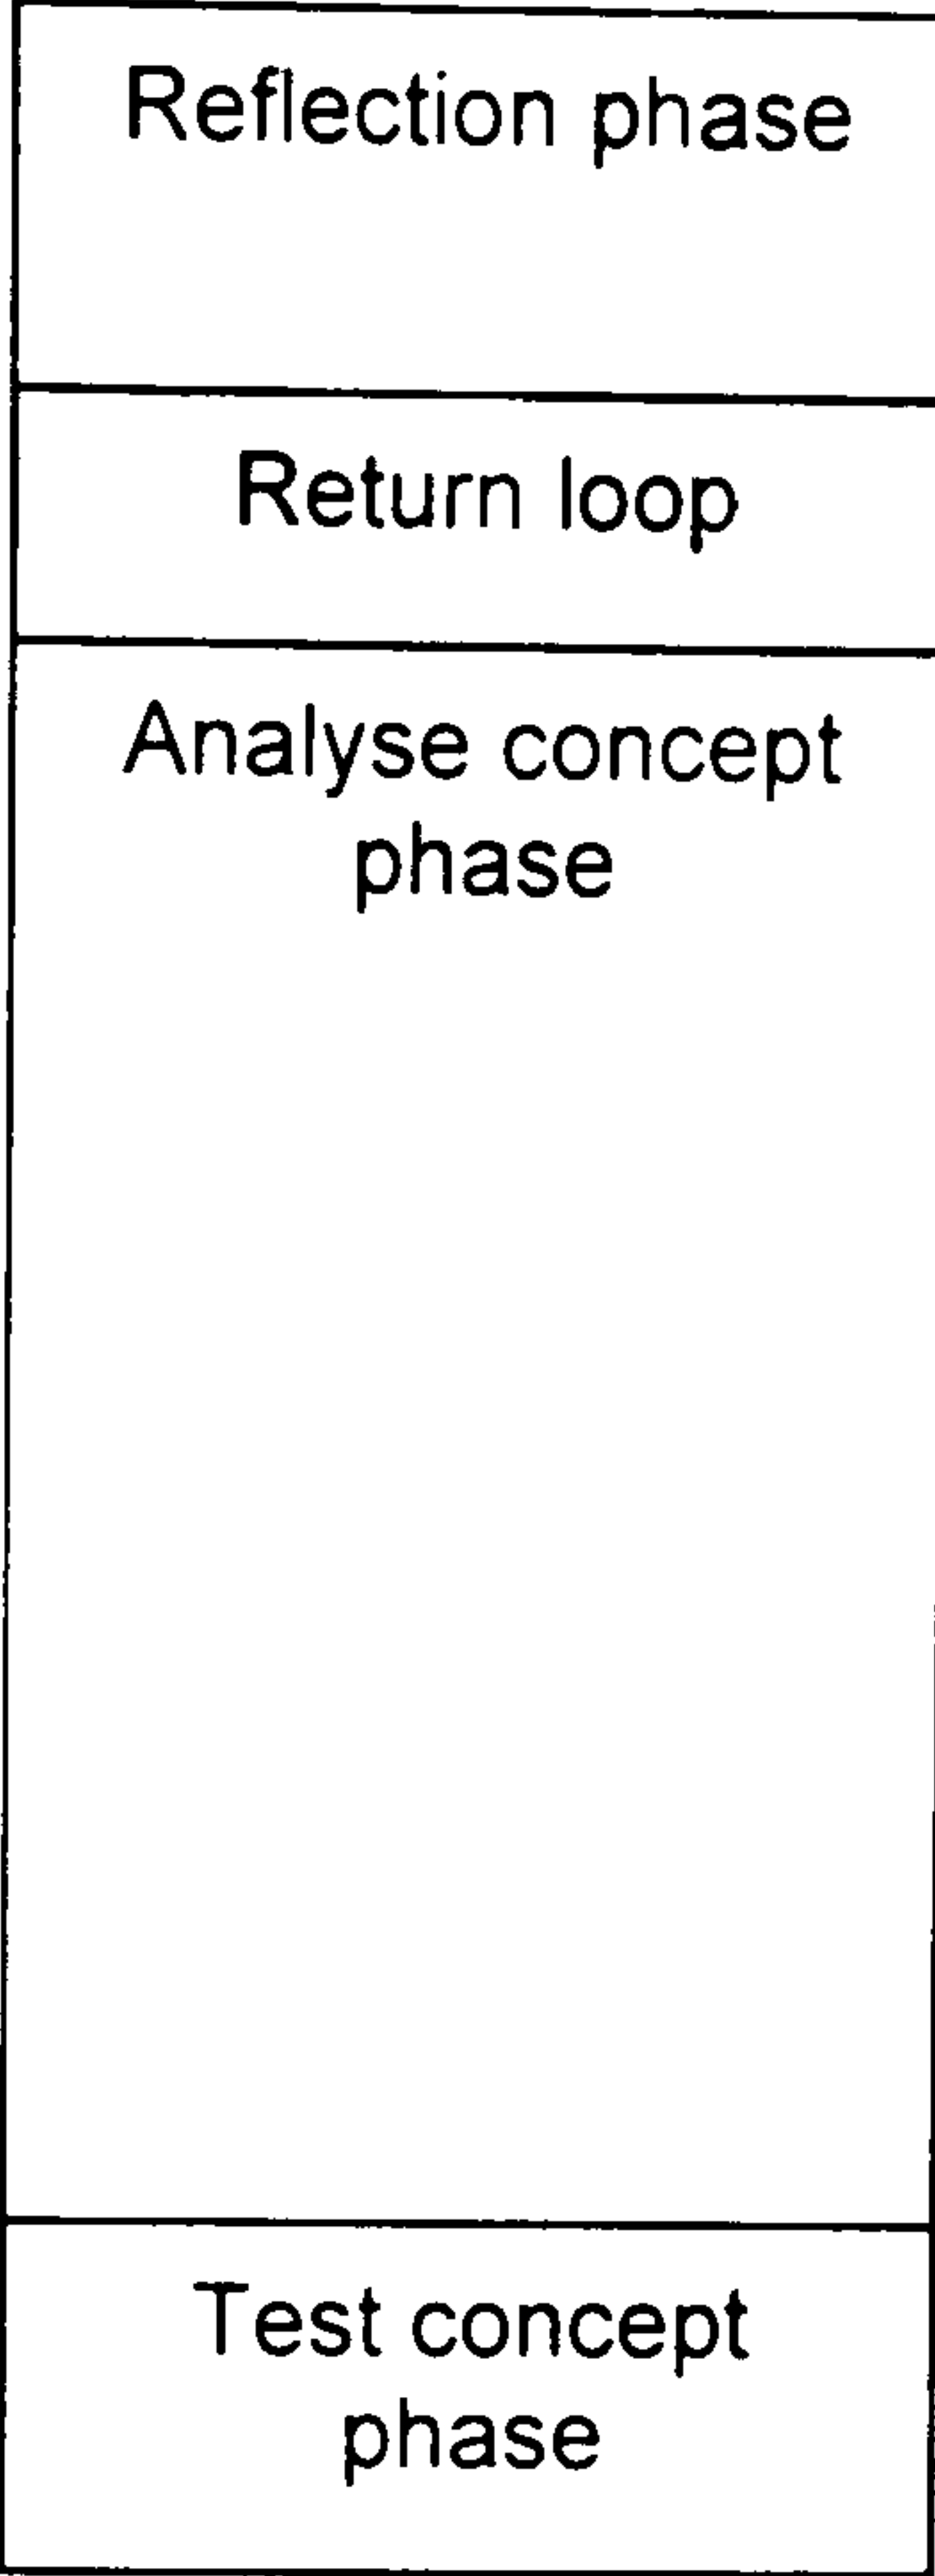 Reflection phase
Return loop
Analyse concept
phase
Test concept
phase